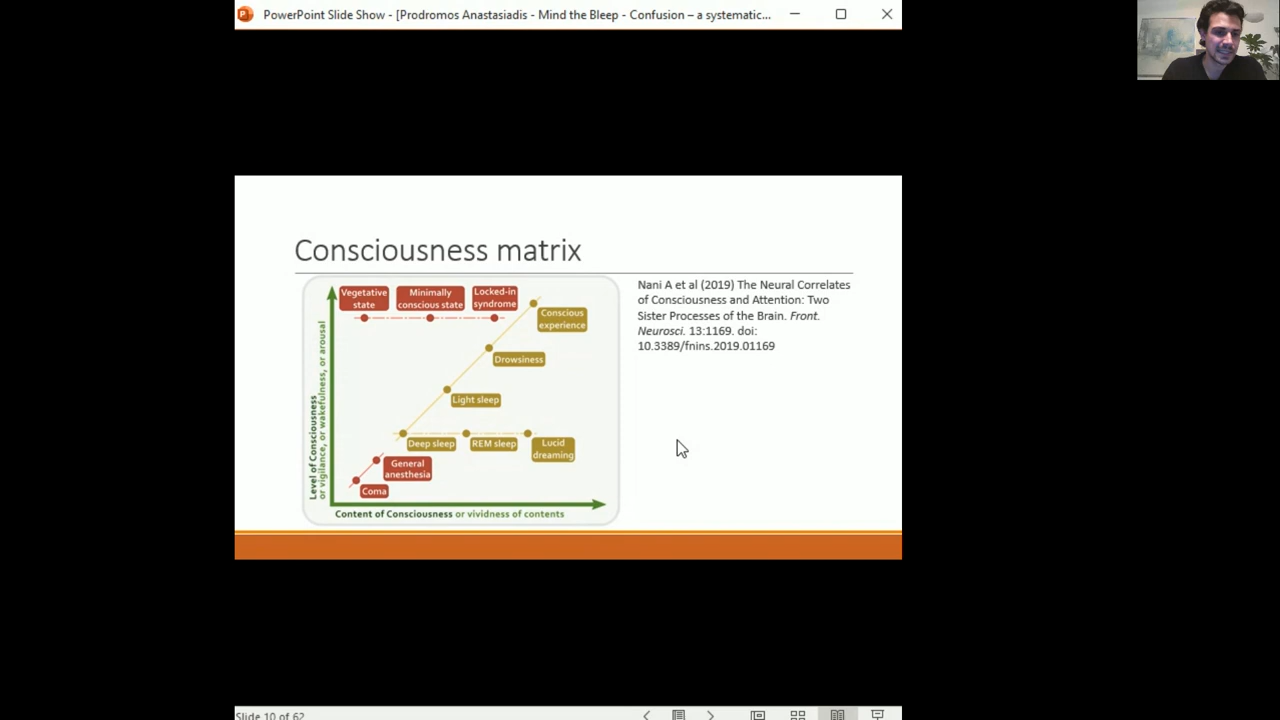 PowerPoint Slide Show - [Prodromos Anastasiadis - Mind the Bleep - Confusion – a systematic...
Consciousness matrix
Vegetative
state
Minimally
conscious state
Locked-in
syndrome
Conscious
experience
Drowsiness
Light sleep
Deep sleep
REM sleep
Lucid
dreaming
General
anesthesia
Coma
Level of Consciousness
or vigilance, or wakefulness, or arousal
Content of Consciousness or vividness of contents
Nani A et al (2019) The Neural Correlates
of Consciousness and Attention: Two
Sister Processes of the Brain. Front.
Neurosci. 13:1169. doi:
10.3389/fnins.2019.01169
Slide 10 of 62